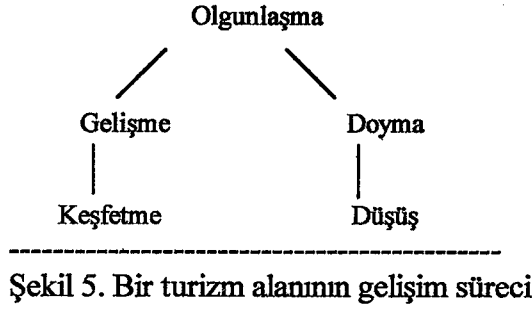 Olgunlaşma
Gelişme Doyma
Keşfetme Düşüş
Şekil 5. Bir turizm alanının gelişim süreci